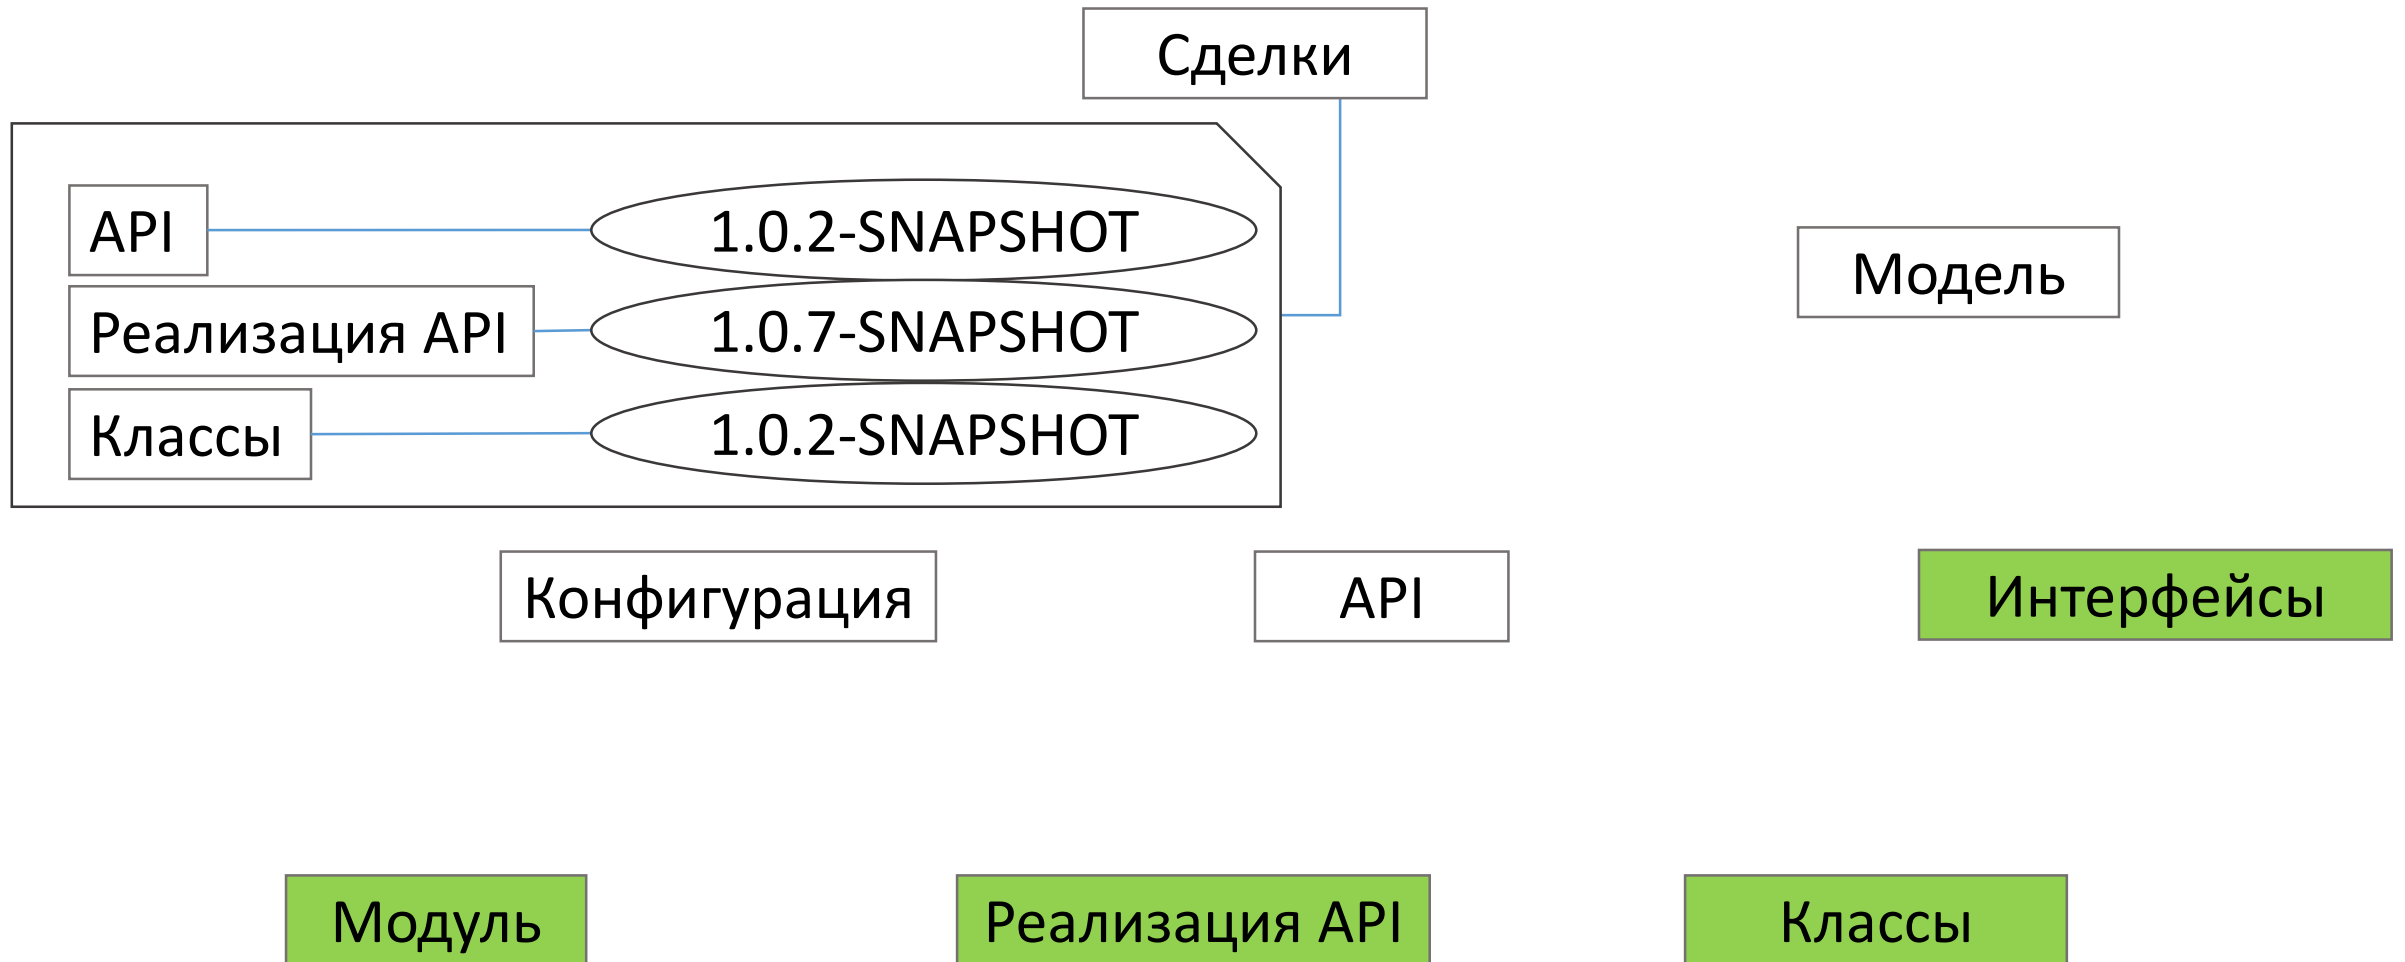 Сделки
API
1.0.2-SNAPSHOT
Реализация API
1.0.7-SNAPSHOT
Классы
1.0.2-SNAPSHOT
Модель
Конфигурация
API
Интерфейсы
Модуль
Реализация API
Классы